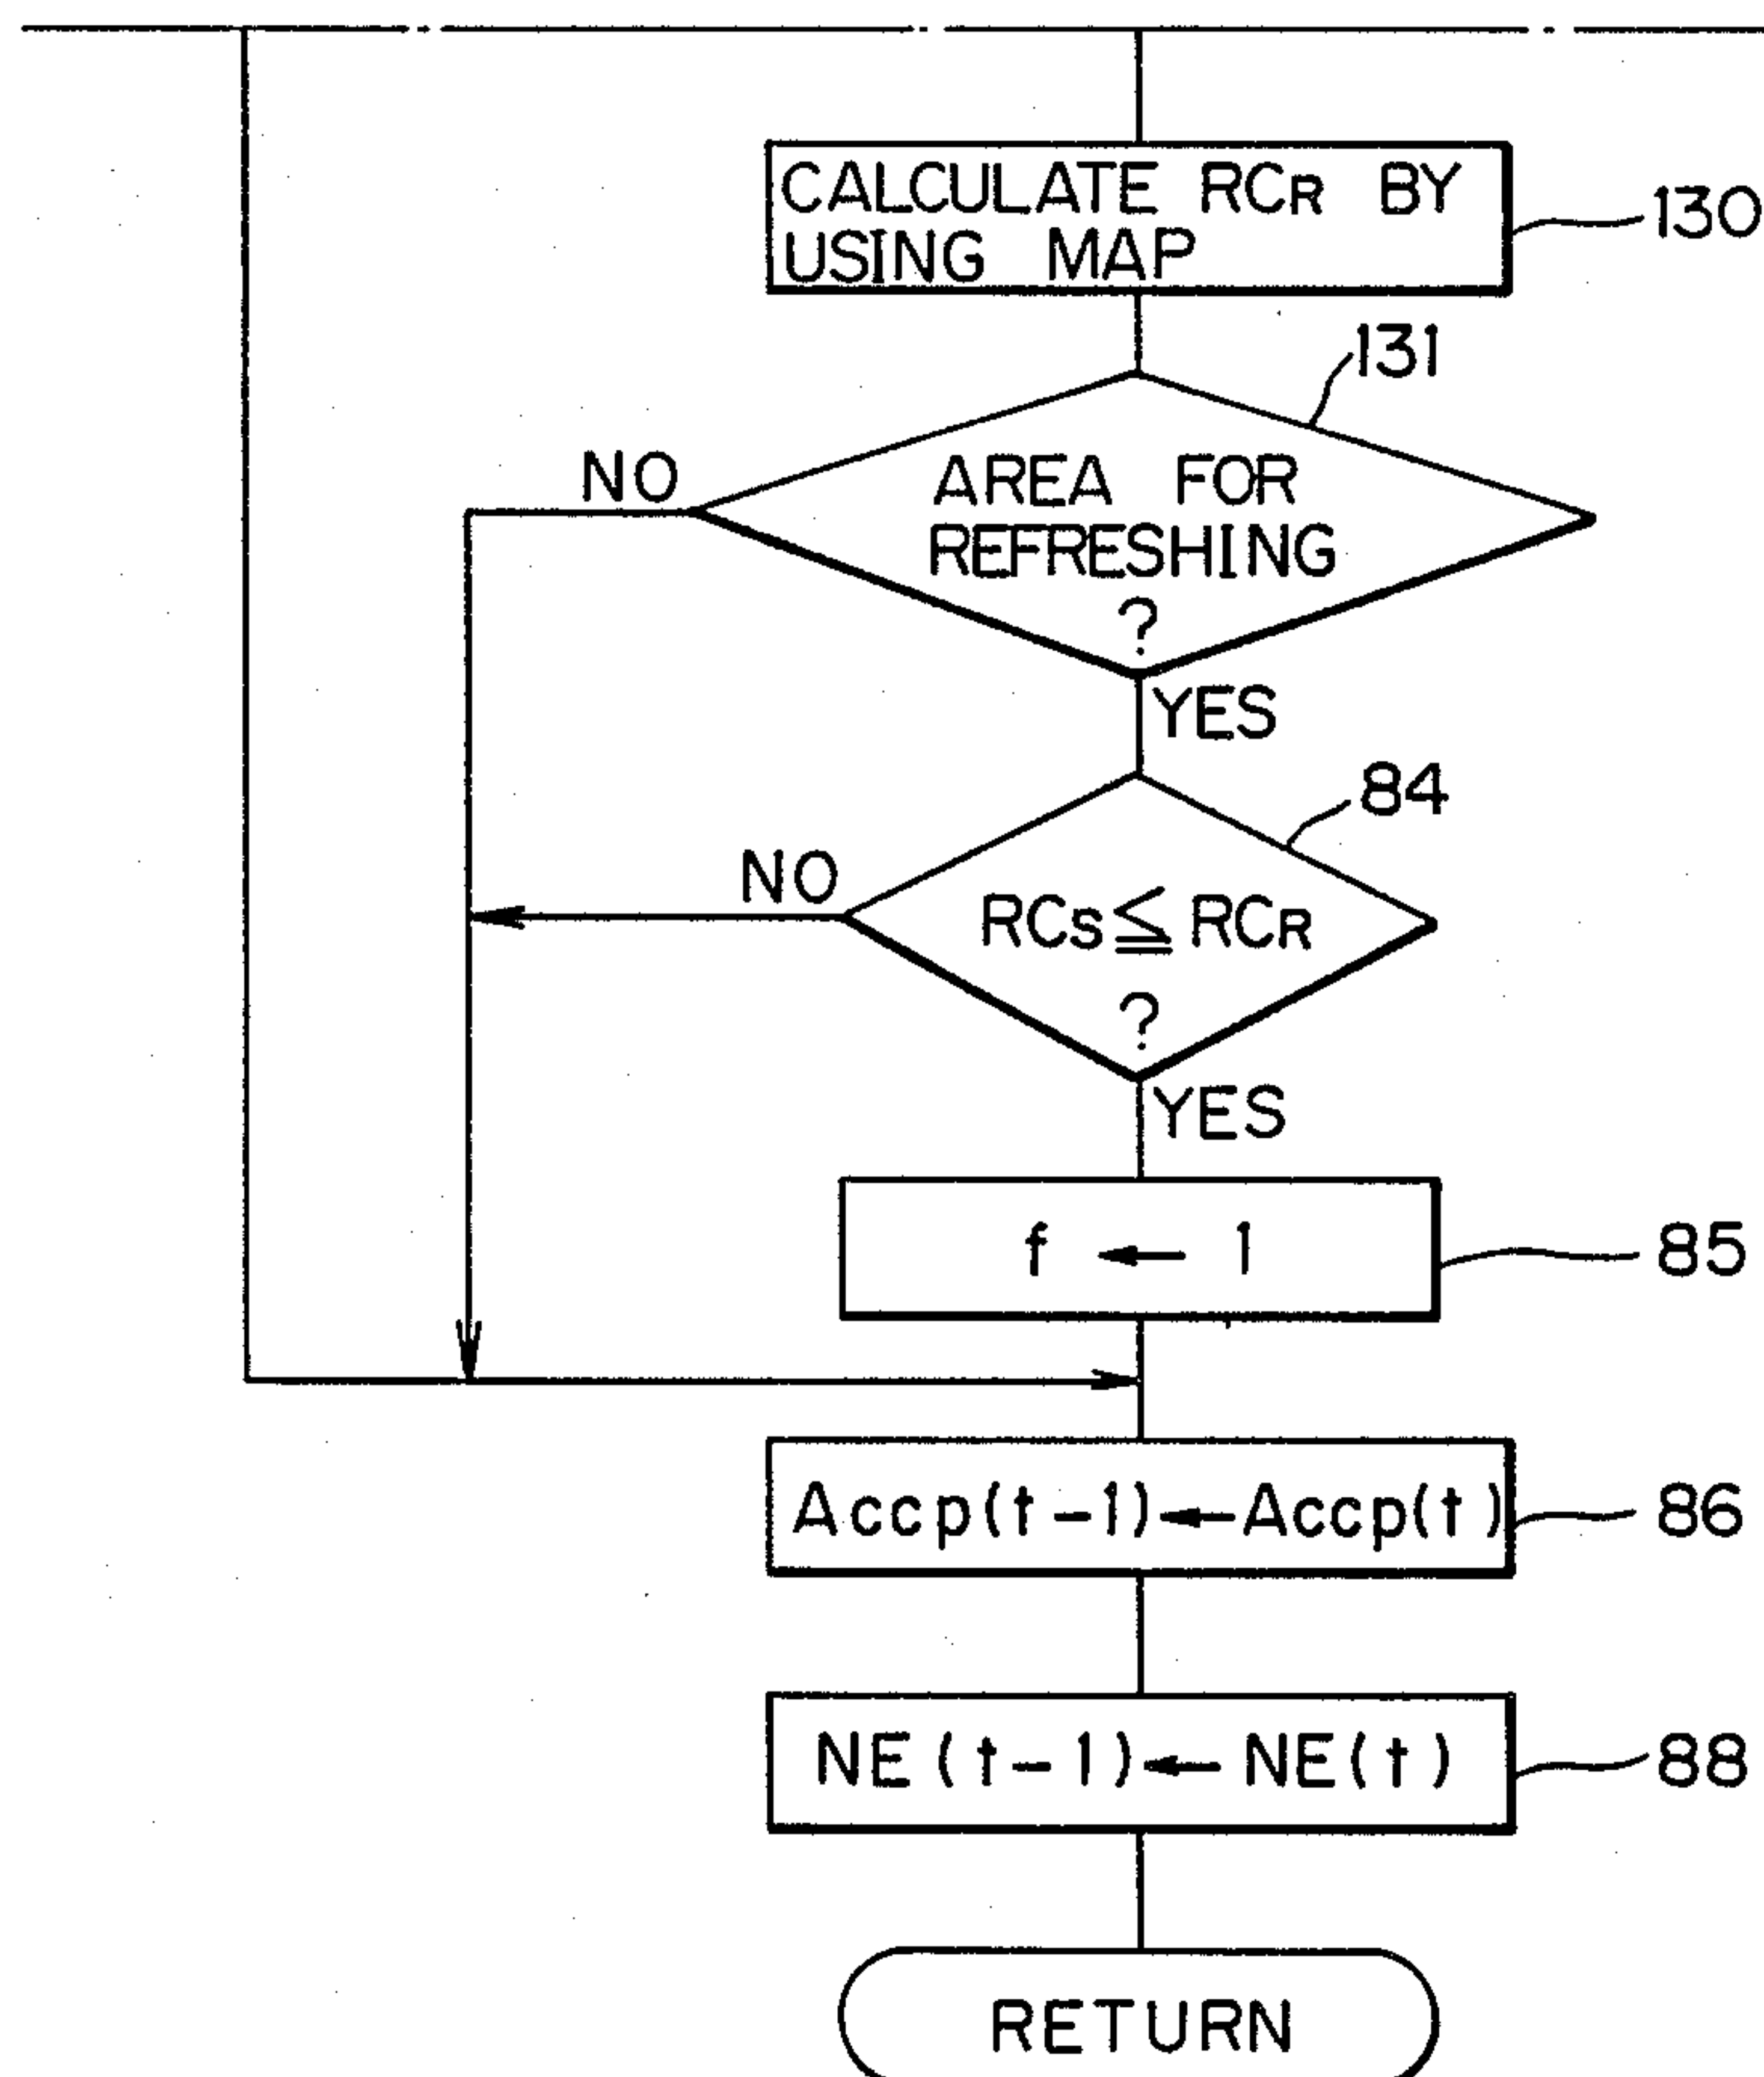 CALCULATE RCR BY
USING MAP
130
131
NO
AREA FOR
REFRESHING
?
YES
84
NO
RCS≦RCR
?
YES
f ← 1
85
Accp(t-1)←Accp(t)
86
NE(t-1)← NE(t)
88
RETURN